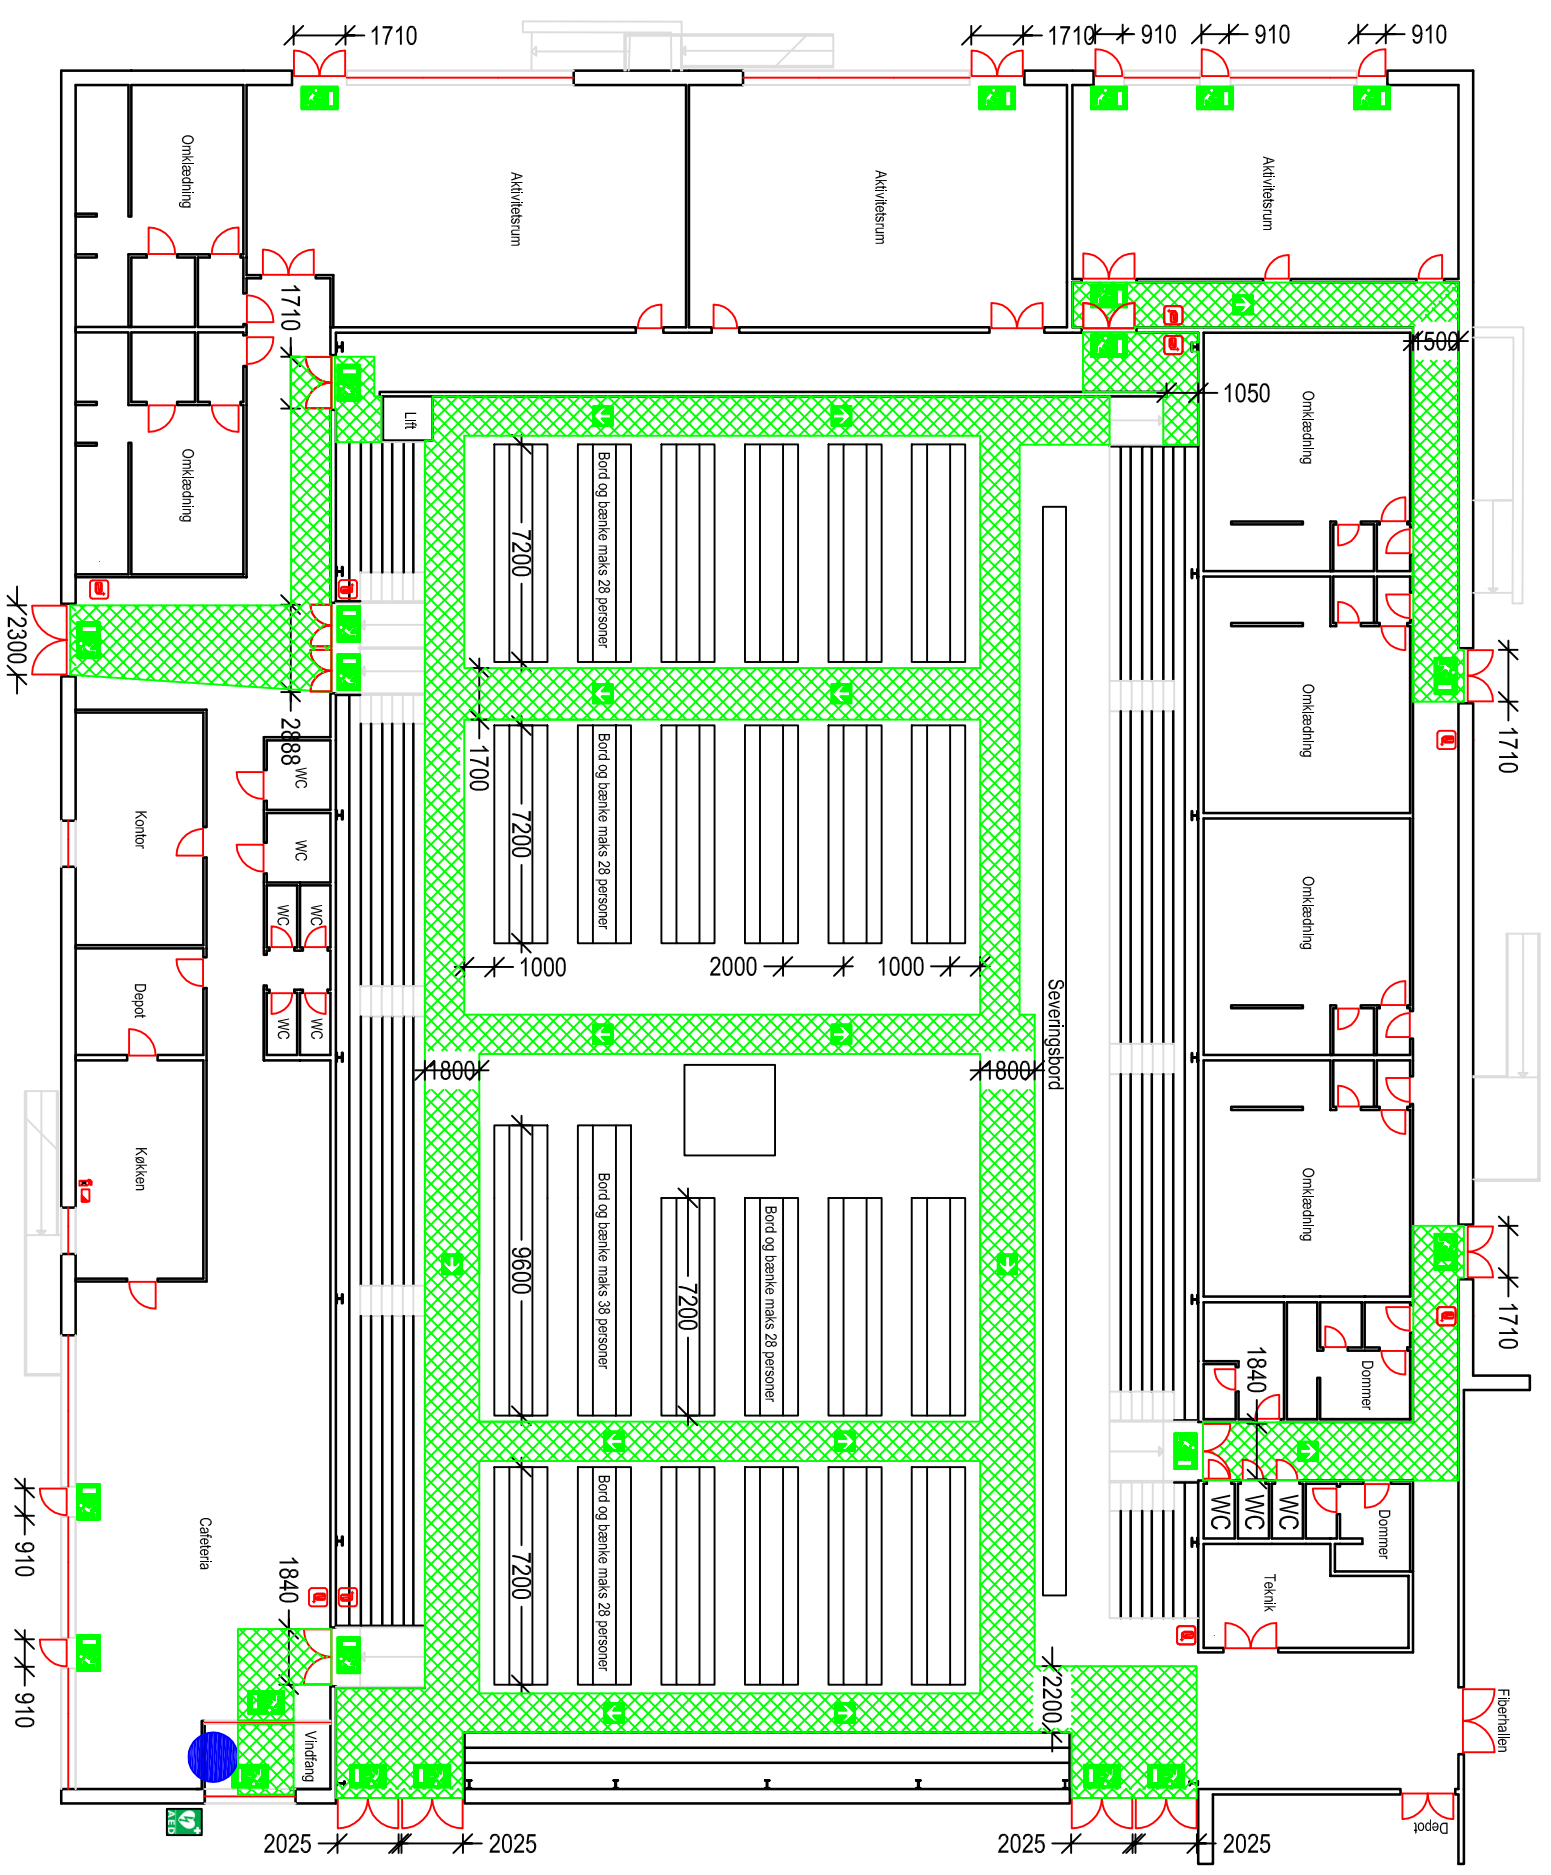 1710
1710
910
910
910
Omklædning
Aktivitetsrum
Aktivitetsrum
Aktivitetsrum
1710
1500
1050
Lift
Omklædning
Omklædning
Bord og bænke maks 28 personer
7200
2300
2888
1700
Omklædning
1710
WC
WC
Kontor
Bord og bænke maks 28 personer
7200
WC
WC
1000
2000
1000
Severingsbord
Omklædning
Depot
WC
WC
1800
1800
Køkken
Bord og bænke maks 38 personer
9600
7200
Bord og bænke maks 28 personer
Omklædning
1710
1840
Dommer
Cafeteria
910
1840
Bord og bænke maks 28 personer
7200
WC
WC
WC
Dommer
Teknik
910
2200
Vindfang
Fiberhallen
Depot
AED
2025
2025
2025
2025